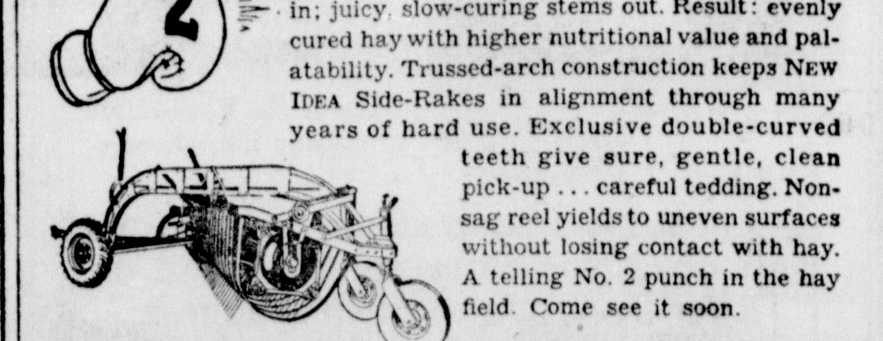 2
in; juicy, slow-curing stems out. Result: evenly
cured hay with higher nutritional value and pal-
atability. Trussed-arch construction keeps NEW
IDEA Side-Rakes in alignment through many
years of hard use. Exclusive double-curved
teeth give sure, gentle, clean
pick-up . . . careful tedding. Non-
sag reel yields to uneven surfaces
without losing contact with hay.
A telling No. 2 punch in the hay
field. Come see it soon.